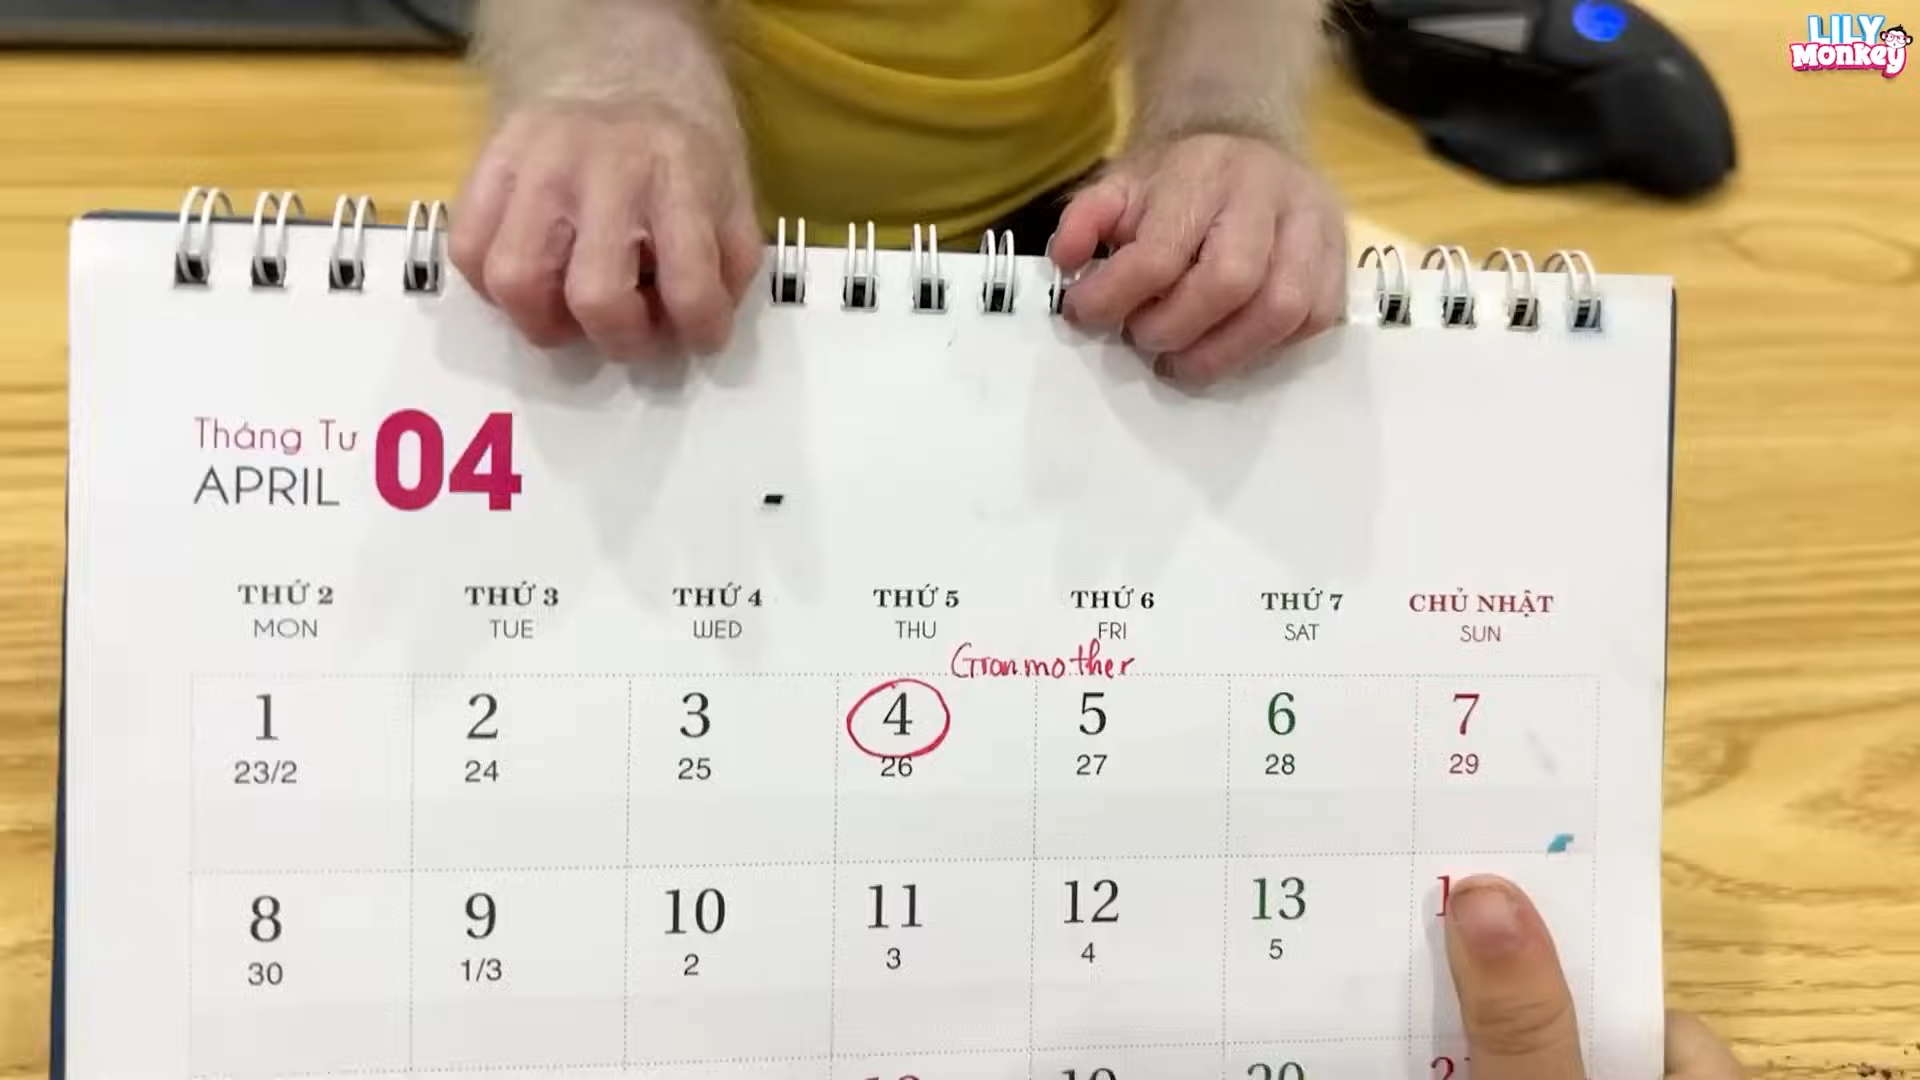 LILY
Monkey
Tháng Tư
APRIL
04
THỨ 2 THỨ 3 THỨ 4 THỨ 5 THỨ 6 THỨ 7 CHỦ NHẬT
MON TUE WED THU FRI SAT SUN
Granmother
1 2 3 4 5 6 7
23/2 24 25 26 27 28 29
8 9 10 11 12 13
30 1/3 2 3 4 5